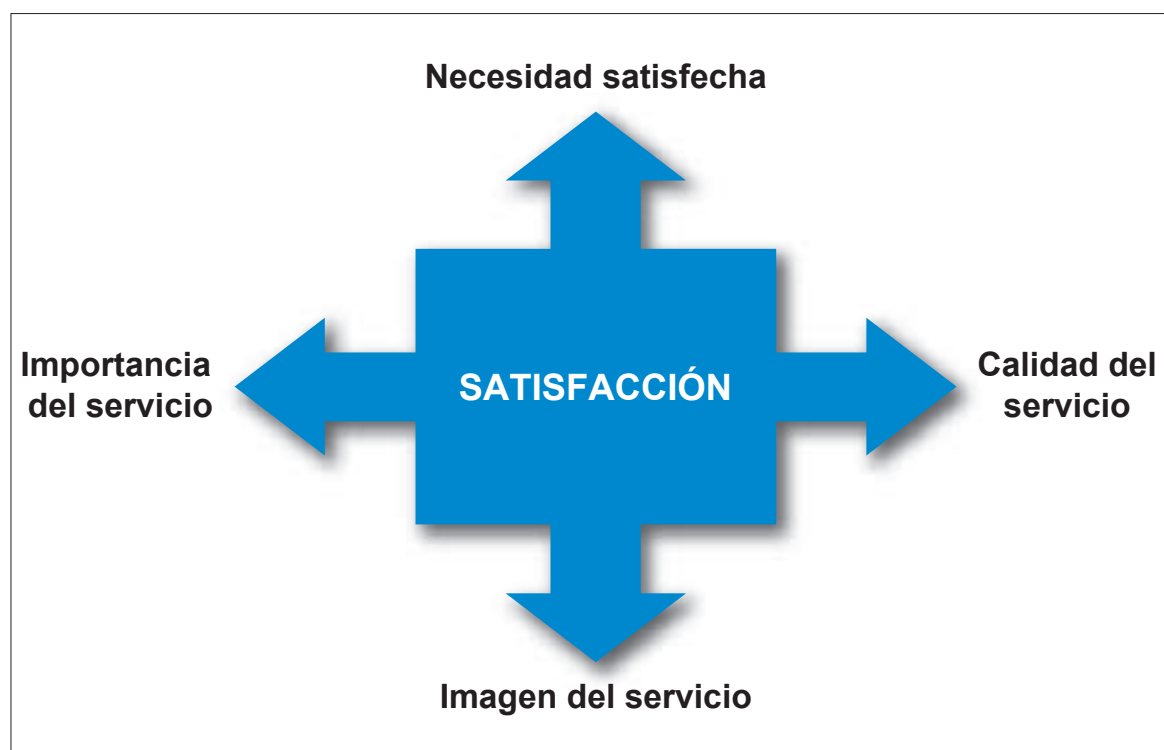 Necesidad satisfecha
Importancia
del servicio
SATISFACCIÓN
Calidad del
servicio
Imagen del servicio